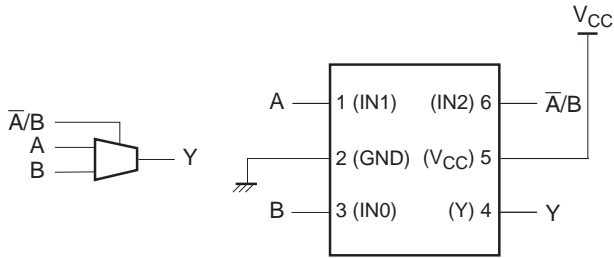 V_CC
A̅/B
A
B
Y
A 1 (IN1) (IN2) 6 A̅/B
2 (GND) (V_CC) 5
B 3 (IN0) (Y) 4 Y